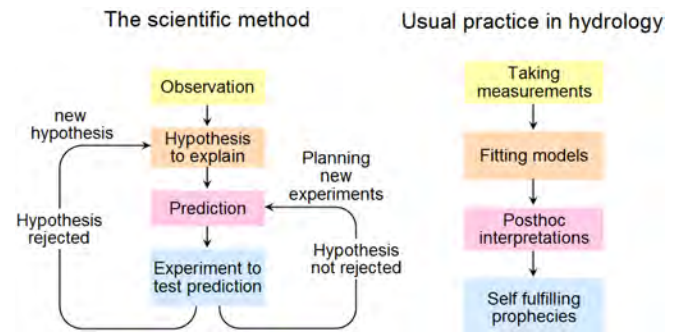 The scientific method
Observation
new
hypothesis
Hypothesis
to explain
Planning
new
experiments
Prediction
Hypothesis
rejected
Hypothesis
not rejected
Experiment to
test prediction
Usual practice in hydrology
Taking
measurements
Fitting models
Posthoc
interpretations
Self fulfilling
prophecies